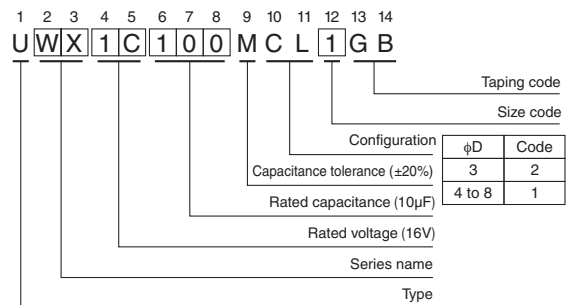 1 2 3 4 5 6 7 8 9 10 11 12 13 14
U W X 1 C 1 0 0 M C L 1 G B
Taping code
Size code
Configuration
Capacitance tolerance (±20%)
Rated capacitance (10µF)
Rated voltage (16V)
Series name
Type
ϕD Code
3 2
4 to 8 1